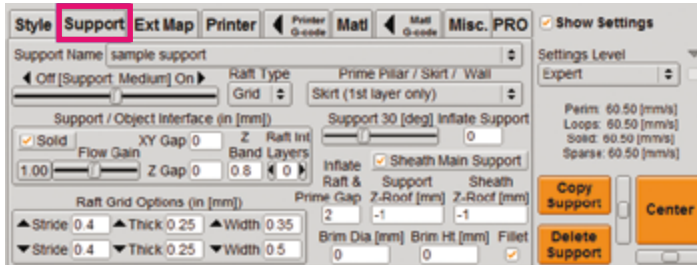 Style Support Ext Map Printer Printer G-code Matl Matl G-code Misc. PRO
Show Settings
Support Name sample support
Settings Level
Expert
Off [Support Medium] On
Raft Type
Grid
Prime Pillar / Skirt / Wall
Skirt (1st layer only)
Support / Object Interface (in [mm])
Solid
XY Gap 0
Flow Gain
1.00
Z Gap 0
Z Band
0.8
Raft Int Layers
0
Support 30 [deg]
Inflate Support
0
Sheath Main Support
Inflate Raft & Prime Gap
2
Support Z-Roof [mm]
-1
Sheath Z-Roof [mm]
-1
Brim Dia [mm]
0
Brim Ht [mm]
0
Fillet
Raft Grid Options (in [mm])
Stride 0.4 Thick 0.25 Width 0.35
Stride 0.4 Thick 0.25 Width 0.5
Perim: 60.50 [mm/s]
Loops: 60.50 [mm/s]
Solid: 60.50 [mm/s]
Sparse: 60.50 [mm/s]
Copy Support
Center
Delete Support